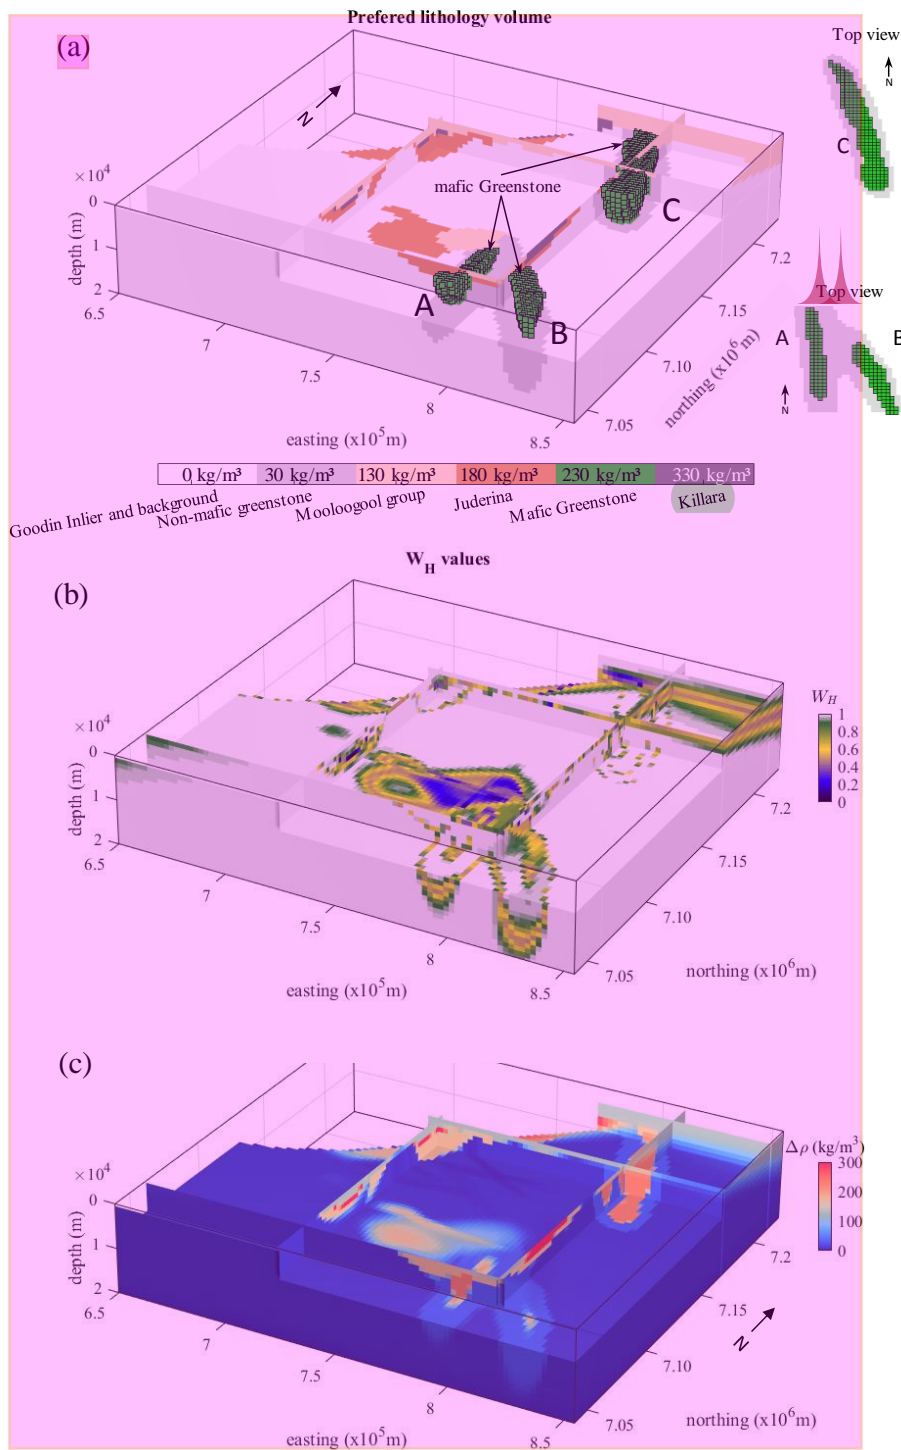 Prefered lithology volume
(a)
Top view
N
N
C
×10⁴
0
1
2
depth (m)
mafic Greenstone
C
A
B
6.5
7
7.5
8
8.5
easting (x10⁵m)
7.05
7.10
7.15
7.2
northing (x10⁶m)
Top view
A
B
N
0 kg/m³ 30 kg/m³ 130 kg/m³ 180 kg/m³ 230 kg/m³ 330 kg/m³
Goodin Inlier and background Non-mafic greenstone Mooloogool group Juderina Mafic Greenstone Killara
W_H values
(b)
×10⁴
0
1
2
depth (m)
6.5
7
7.5
8
8.5
easting (x10⁵m)
7.05
7.10
7.15
7.2
northing (x10⁶m)
W_H
1
0.8
0.6
0.4
0.2
0
(c)
×10⁴
0
1
2
depth (m)
6.5
7
7.5
8
8.5
easting (x10⁵m)
7.05
7.10
7.15
7.2
northing (x10⁶m)
N
Δρ (kg/m³)
300
200
100
0